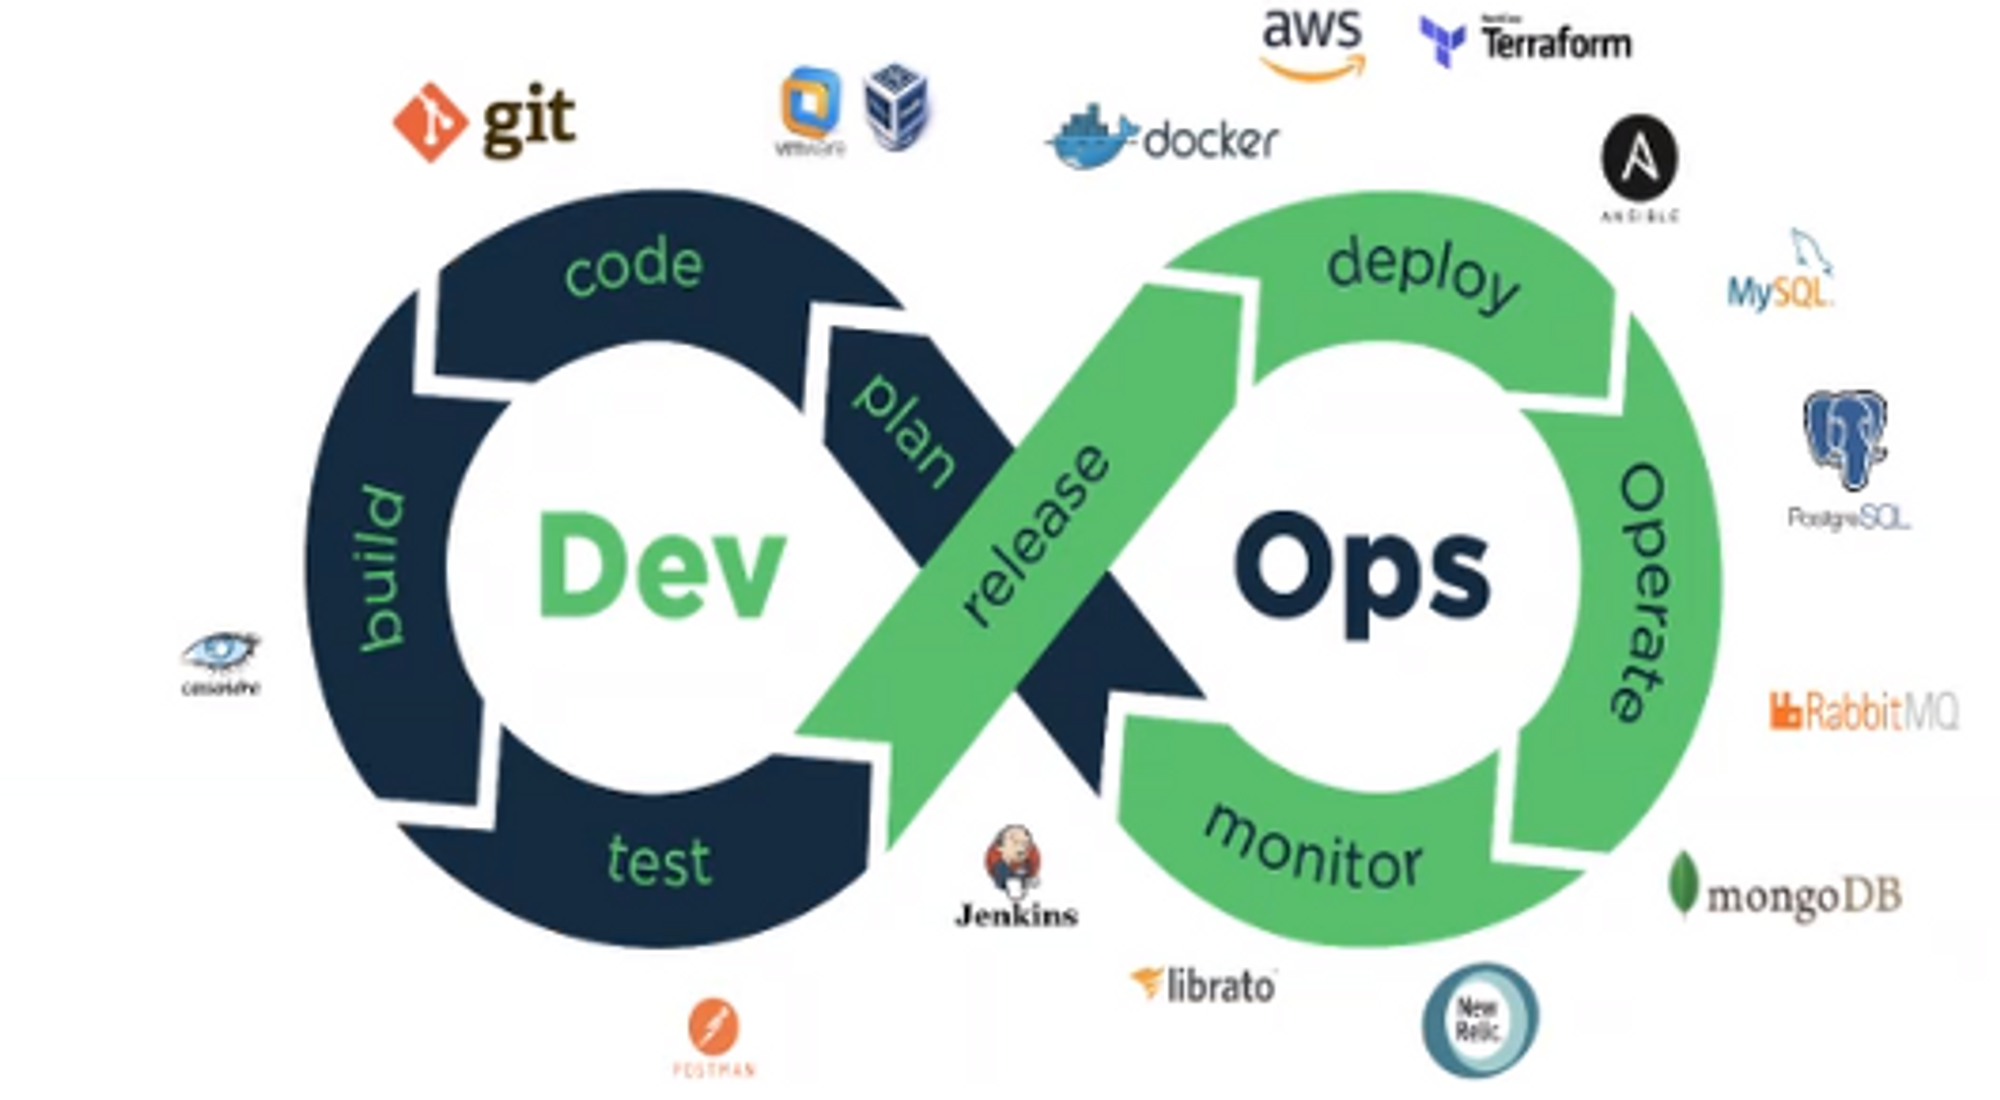 aws
Terraform
git
vmware
docker
ANSIBLE
MySQL
code
deploy
plan
PostgreSQL
build
release
Operate
Dev
Ops
cassandra
RabbitMQ
test
monitor
Jenkins
mongoDB
librato
New
Relic
POSTMAN